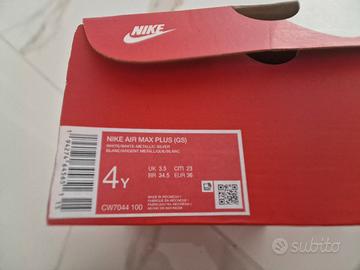 NIKE
NIKE AIR MAX PLUS (GS)
WHITE/WHITE-METALLIC SILVER
BLANC/ARGENT METALLIQUE/BLANC
4Y
UK 3.5 CM 23
BR 34.5 EUR 36
CW7044 100
subito